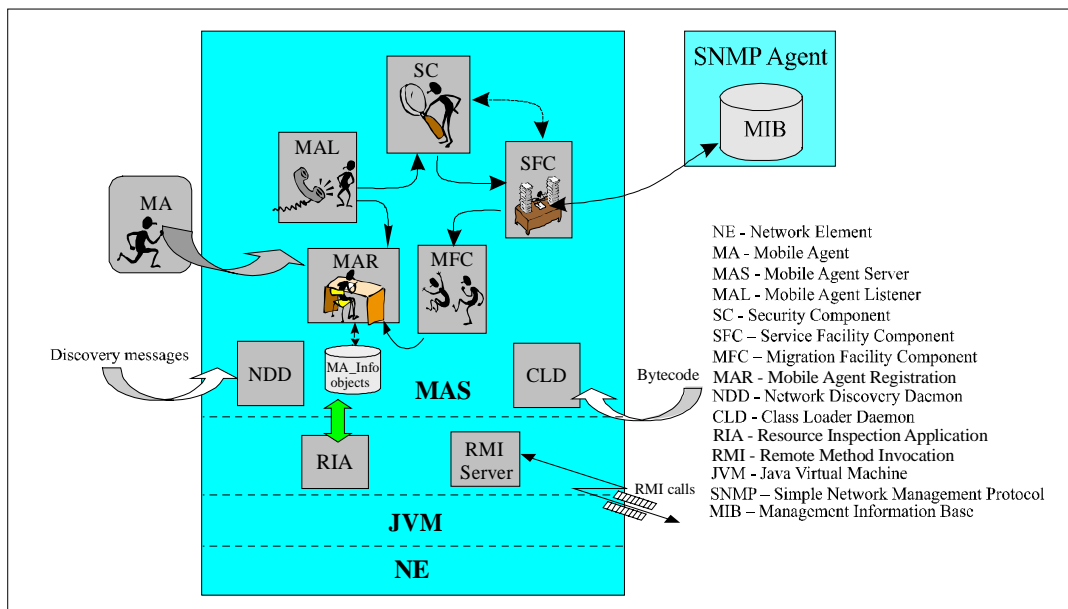 SC
SNMP Agent
MIB
MAL
SFC
MA
MAR
MFC
NE - Network Element
MA - Mobile Agent
MAS - Mobile Agent Server
MAL - Mobile Agent Listener
SC - Security Component
SFC – Service Facility Component
MFC – Migration Facility Component
MAR - Mobile Agent Registration
NDD - Network Discovery Daemon
CLD - Class Loader Daemon
RIA - Resource Inspection Application
RMI - Remote Method Invocation
JVM - Java Virtual Machine
SNMP – Simple Network Management Protocol
MIB – Management Information Base
Discovery messages
NDD
MA_Info
objects
MAS
CLD
Bytecode
RIA
RMI
Server
RMI calls
JVM
NE